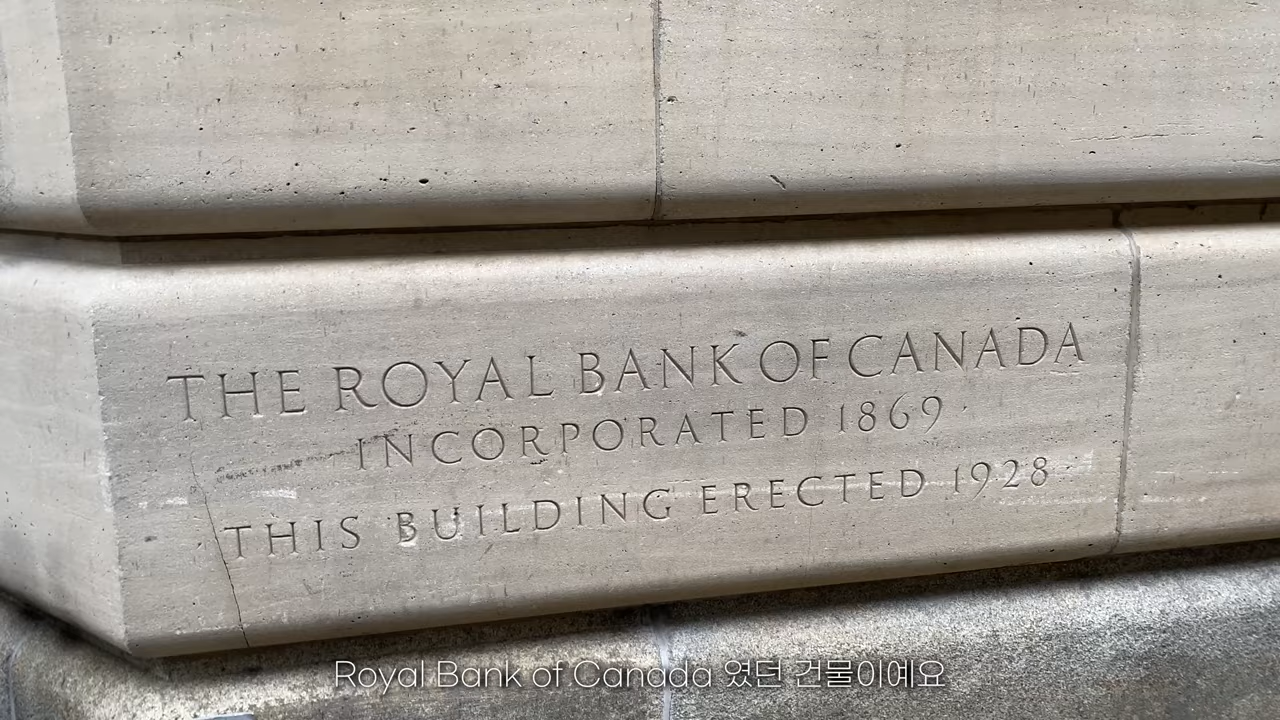 THE ROYAL BANK OF CANADA
INCORPORATED 1869
THIS BUILDING ERECTED 1928
Royal Bank of Canada 였던 건물이예요